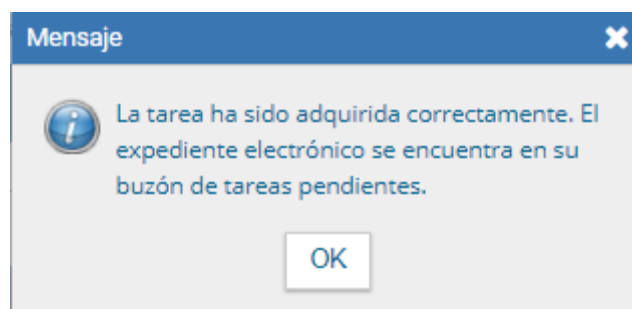 Mensaje
La tarea ha sido adquirida correctamente. El
expediente electrónico se encuentra en su
buzón de tareas pendientes.
OK